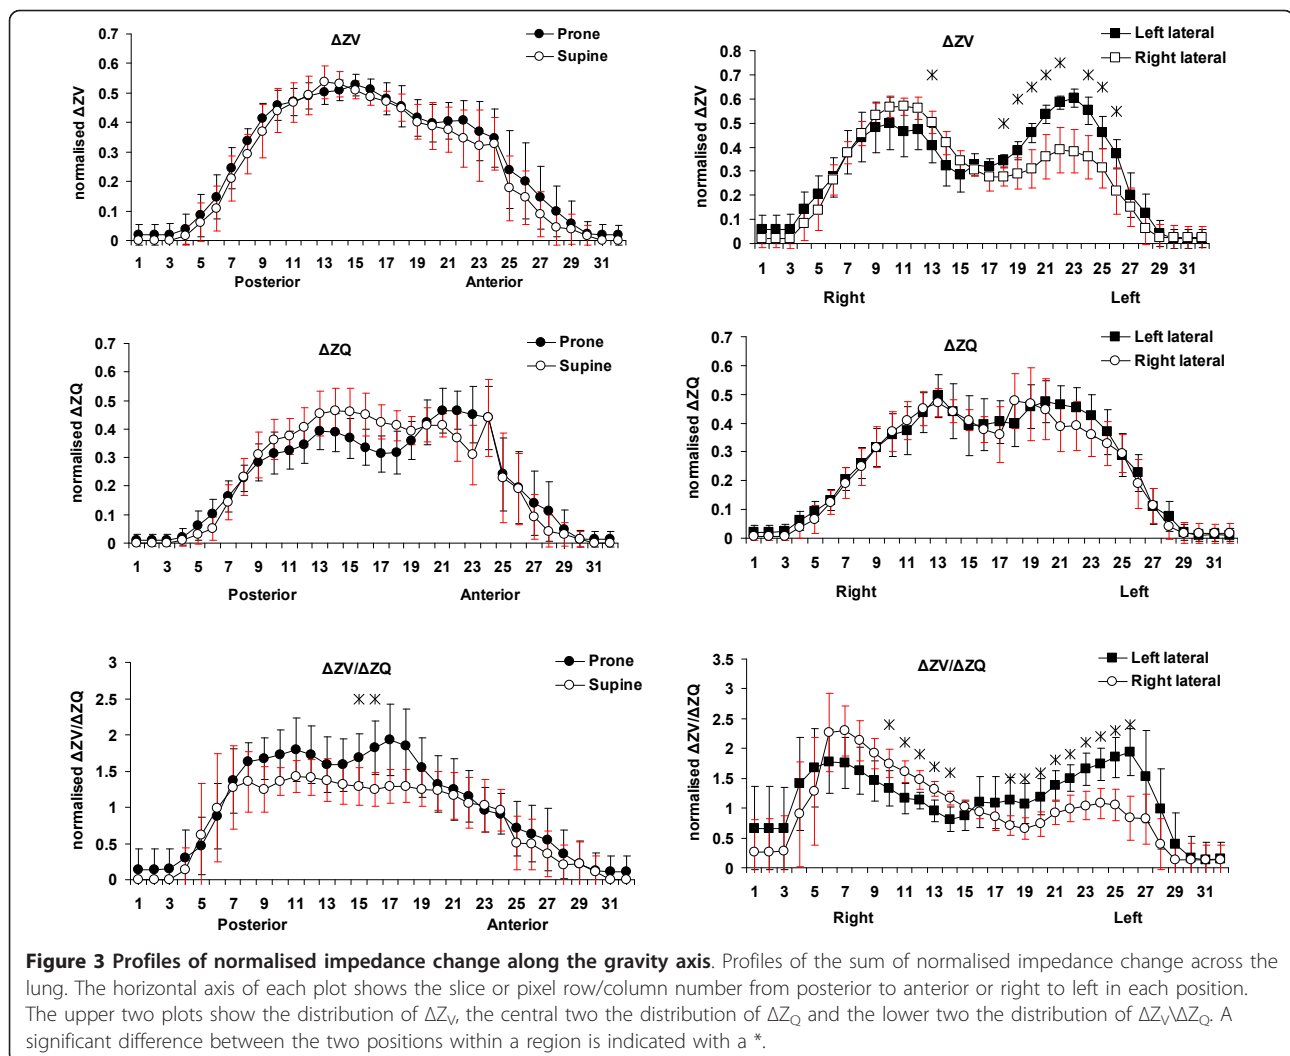 ΔZV
Prone
Supine
normalised ΔZV
0.7
0.6
0.5
0.4
0.3
0.2
0.1
0
1 3 5 7 9 11 13 15 17 19 21 23 25 27 29 31
Posterior Anterior
ΔZV
Left lateral
Right lateral
normalised ΔZV
0.8
0.7
0.6
0.5
0.4
0.3
0.2
0.1
0
1 3 5 7 9 11 13 15 17 19 21 23 25 27 29 31
Right Left
ΔZQ
Prone
Supine
normalised ΔZQ
0.7
0.6
0.5
0.4
0.3
0.2
0.1
0
1 3 5 7 9 11 13 15 17 19 21 23 25 27 29 31
Posterior Anterior
ΔZQ
Left lateral
Right lateral
normalised ΔZQ
0.7
0.6
0.5
0.4
0.3
0.2
0.1
0
1 3 5 7 9 11 13 15 17 19 21 23 25 27 29 31
Right Left
ΔZV/ΔZQ
Prone
Supine
normalised ΔZV/ΔZQ
3
2.5
2
1.5
1
0.5
0
1 3 5 7 9 11 13 15 17 19 21 23 25 27 29 31
Posterior Anterior
ΔZV/ΔZQ
Left lateral
Right lateral
normalised ΔZV/ΔZQ
3.5
3
2.5
2
1.5
1
0.5
0
1 3 5 7 9 11 13 15 17 19 21 23 25 27 29 31
Right Left
Figure 3 Profiles of normalised impedance change along the gravity axis. Profiles of the sum of normalised impedance change across the
lung. The horizontal axis of each plot shows the slice or pixel row/column number from posterior to anterior or right to left in each position.
The upper two plots show the distribution of ΔZV, the central two the distribution of ΔZQ and the lower two the distribution of ΔZV\ΔZQ. A
significant difference between the two positions within a region is indicated with a *.